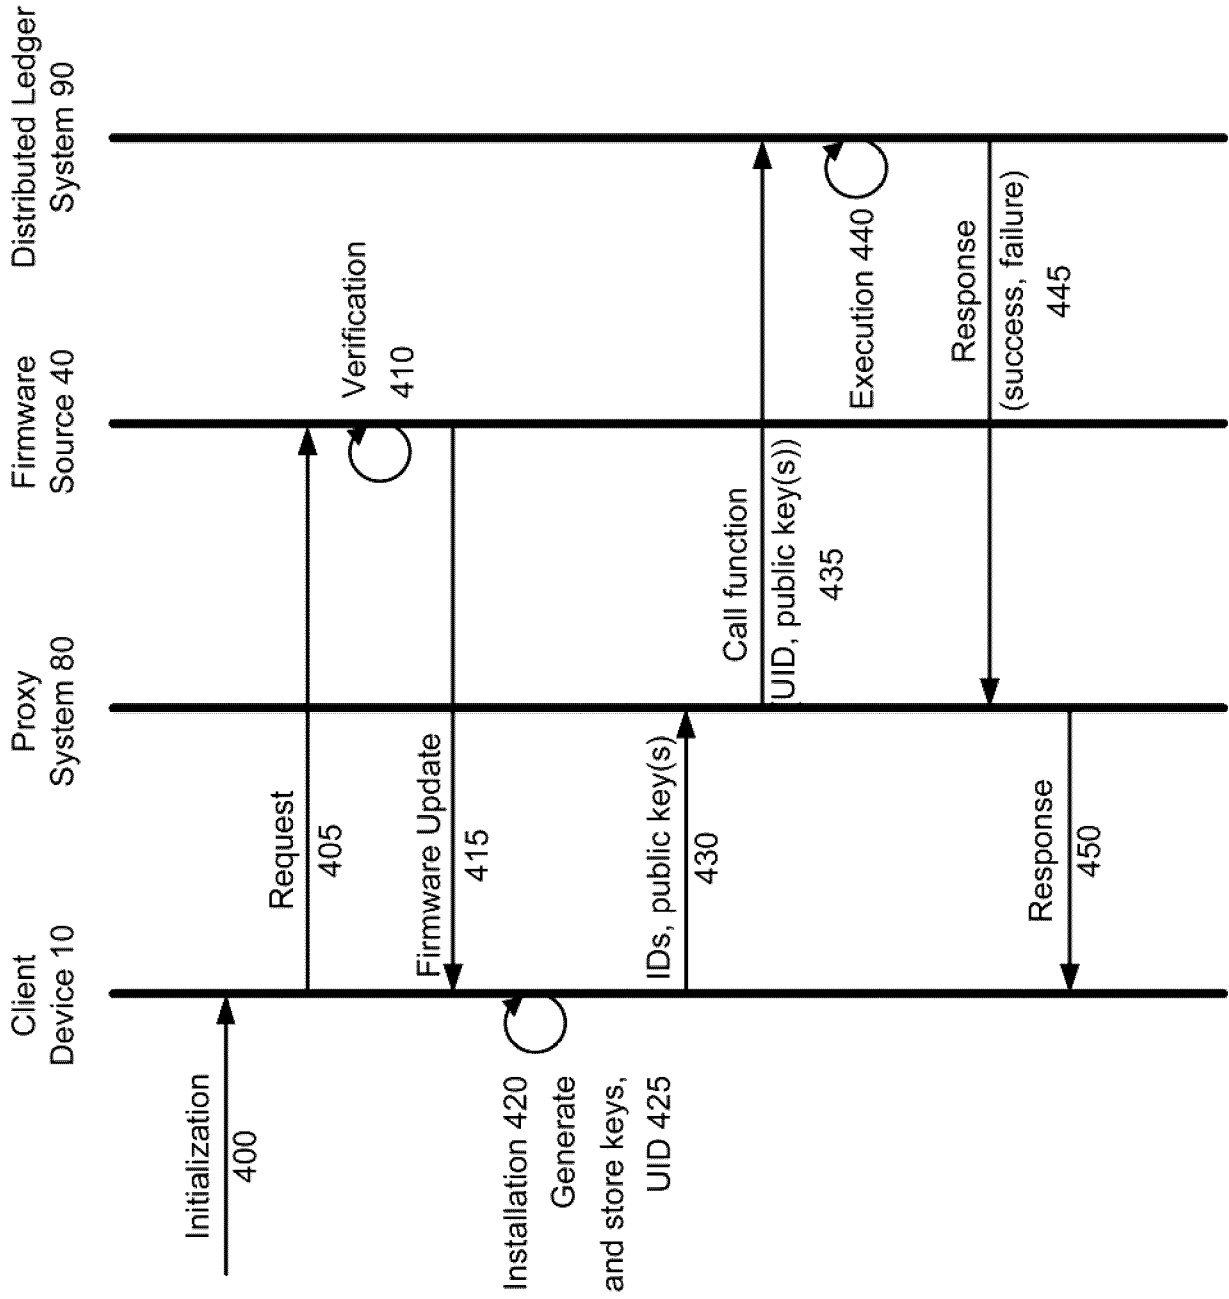 Client
Device 10
Proxy
System 80
Firmware
Source 40
Distributed Ledger
System 90
Initialization
400
Request
405
Verification
410
Firmware Update
415
Installation 420
Generate
and store keys,
UID 425
IDs, public key(s)
430
Call function
(UID, public key(s))
435
Execution 440
Response
(success, failure)
445
Response
450